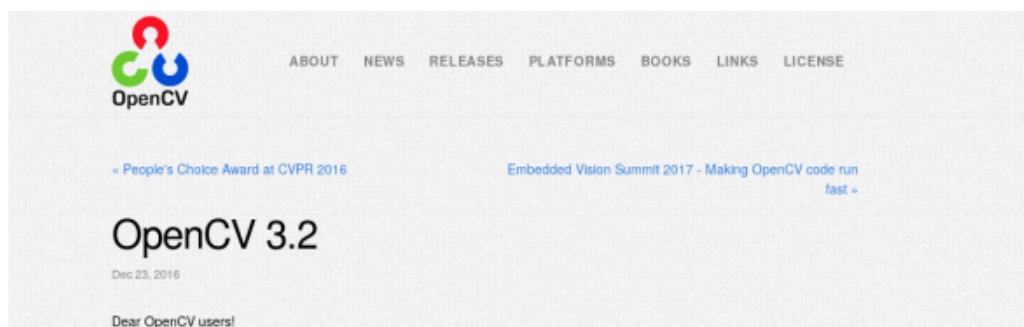 OpenCV
ABOUT NEWS RELEASES PLATFORMS BOOKS LINKS LICENSE
« People's Choice Award at CVPR 2016
Embedded Vision Summit 2017 - Making OpenCV code run
fast »
OpenCV 3.2
Dec 23, 2016
Dear OpenCV users!